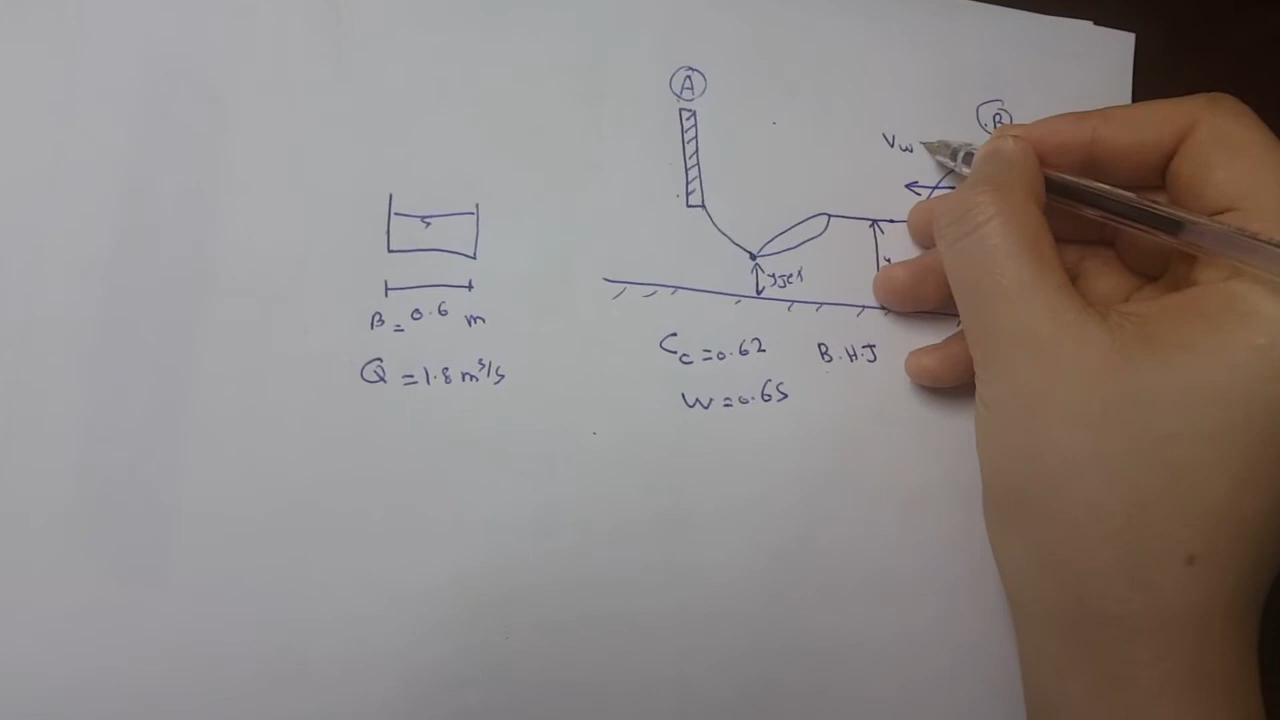 A
B
Vw
yJet
y
B = 0.6 m
Q = 1.8 m³/s
Cc = 0.62
W = 0.65
B.H.J